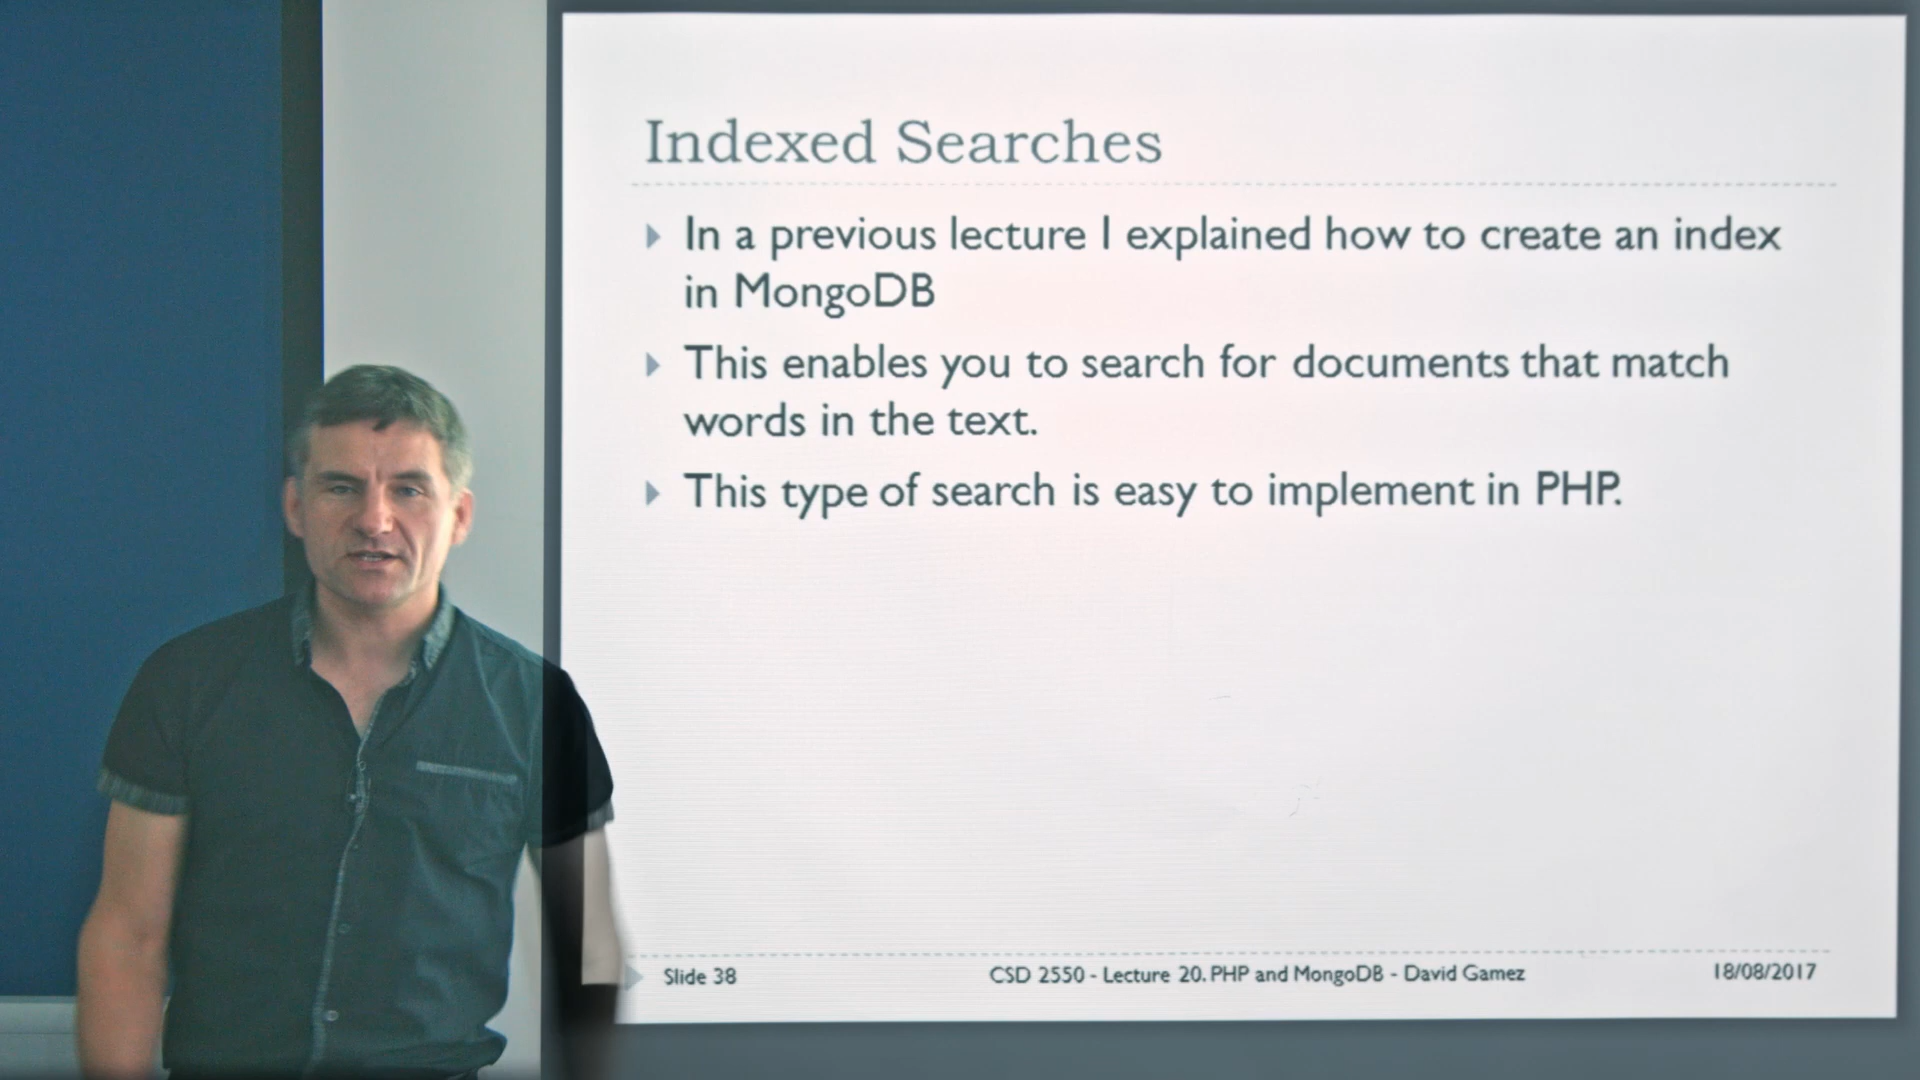 Indexed Searches
In a previous lecture I explained how to create an index
in MongoDB
This enables you to search for documents that match
words in the text.
This type of search is easy to implement in PHP.
Slide 38
CSD 2550 - Lecture 20. PHP and MongoDB - David Gamez
18/08/2017